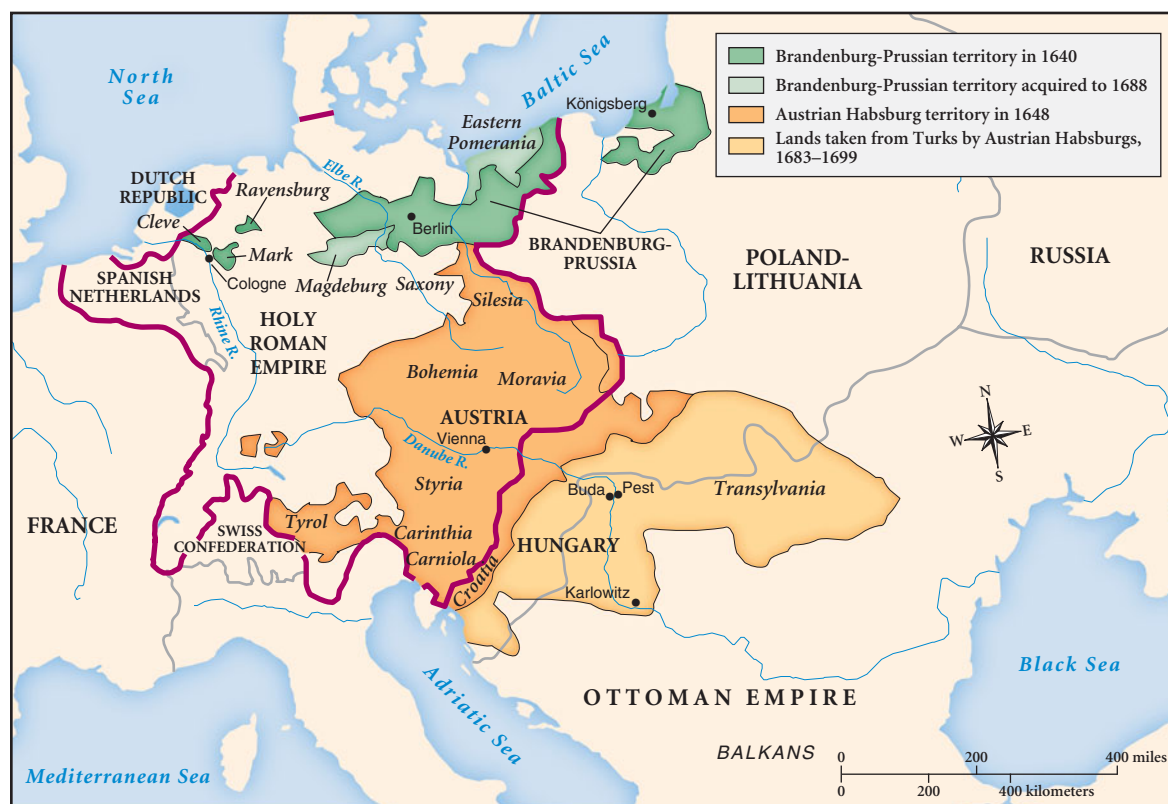 North
Sea
Baltic Sea
Brandenburg-Prussian territory in 1640
Brandenburg-Prussian territory acquired to 1688
Austrian Habsburg territory in 1648
Lands taken from Turks by Austrian Habsburgs,
1683–1699
Königsberg
Eastern
Pomerania
Elbe R.
DUTCH
REPUBLIC
Ravensburg
Cleve
Berlin
BRANDENBURG-
PRUSSIA
POLAND-
LITHUANIA
RUSSIA
Mark
Cologne
Magdeburg
Saxony
SPANISH
NETHERLANDS
Silesia
Rhine R.
HOLY
ROMAN
EMPIRE
Bohemia
Moravia
AUSTRIA
Vienna
Danube R.
N
W
E
S
Styria
Buda
Pest
Transylvania
FRANCE
Tyrol
SWISS
CONFEDERATION
Carinthia
Carniola
HUNGARY
Croatia
Karlowitz
Black Sea
Adriatic Sea
OTTOMAN EMPIRE
BALKANS
Mediterranean Sea
0
200
400 miles
0
200
400 kilometers